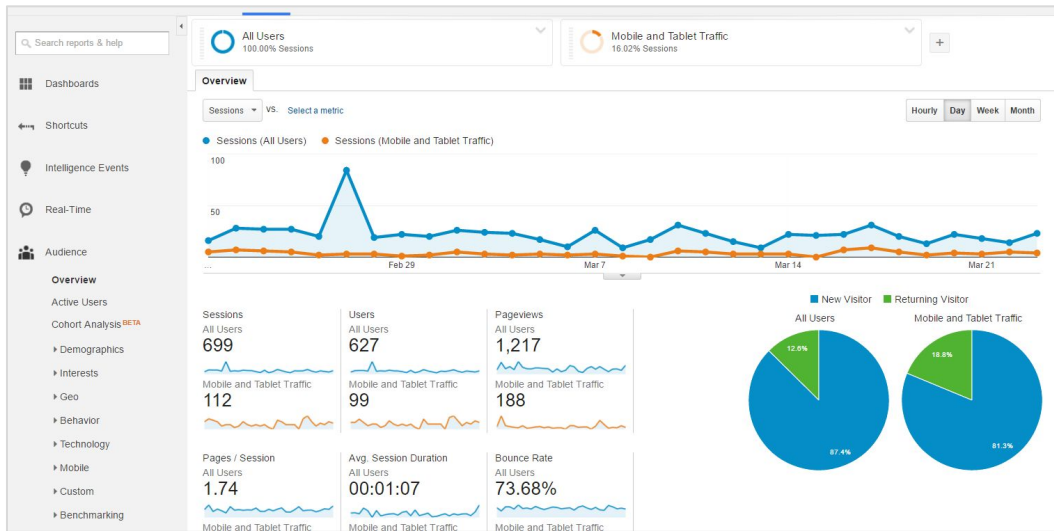 Search reports & help
Dashboards
Shortcuts
Intelligence Events
Real-Time
Audience
Overview
Active Users
Cohort Analysis BETA
Demographics
Interests
Geo
Behavior
Technology
Mobile
Custom
Benchmarking
All Users
100.00% Sessions
Mobile and Tablet Traffic
16.02% Sessions
+
Overview
Sessions VS. Select a metric
Hourly Day Week Month
Sessions (All Users) Sessions (Mobile and Tablet Traffic)
100
50
... Feb 29 Mar 7 Mar 14 Mar 21
Sessions
All Users
699
Mobile and Tablet Traffic
112
Users
All Users
627
Mobile and Tablet Traffic
99
Pageviews
All Users
1,217
Mobile and Tablet Traffic
188
Pages / Session
All Users
1.74
Mobile and Tablet Traffic
Avg. Session Duration
All Users
00:01:07
Mobile and Tablet Traffic
Bounce Rate
All Users
73.68%
Mobile and Tablet Traffic
New Visitor Returning Visitor
All Users
12.6%
87.4%
Mobile and Tablet Traffic
18.8%
81.3%